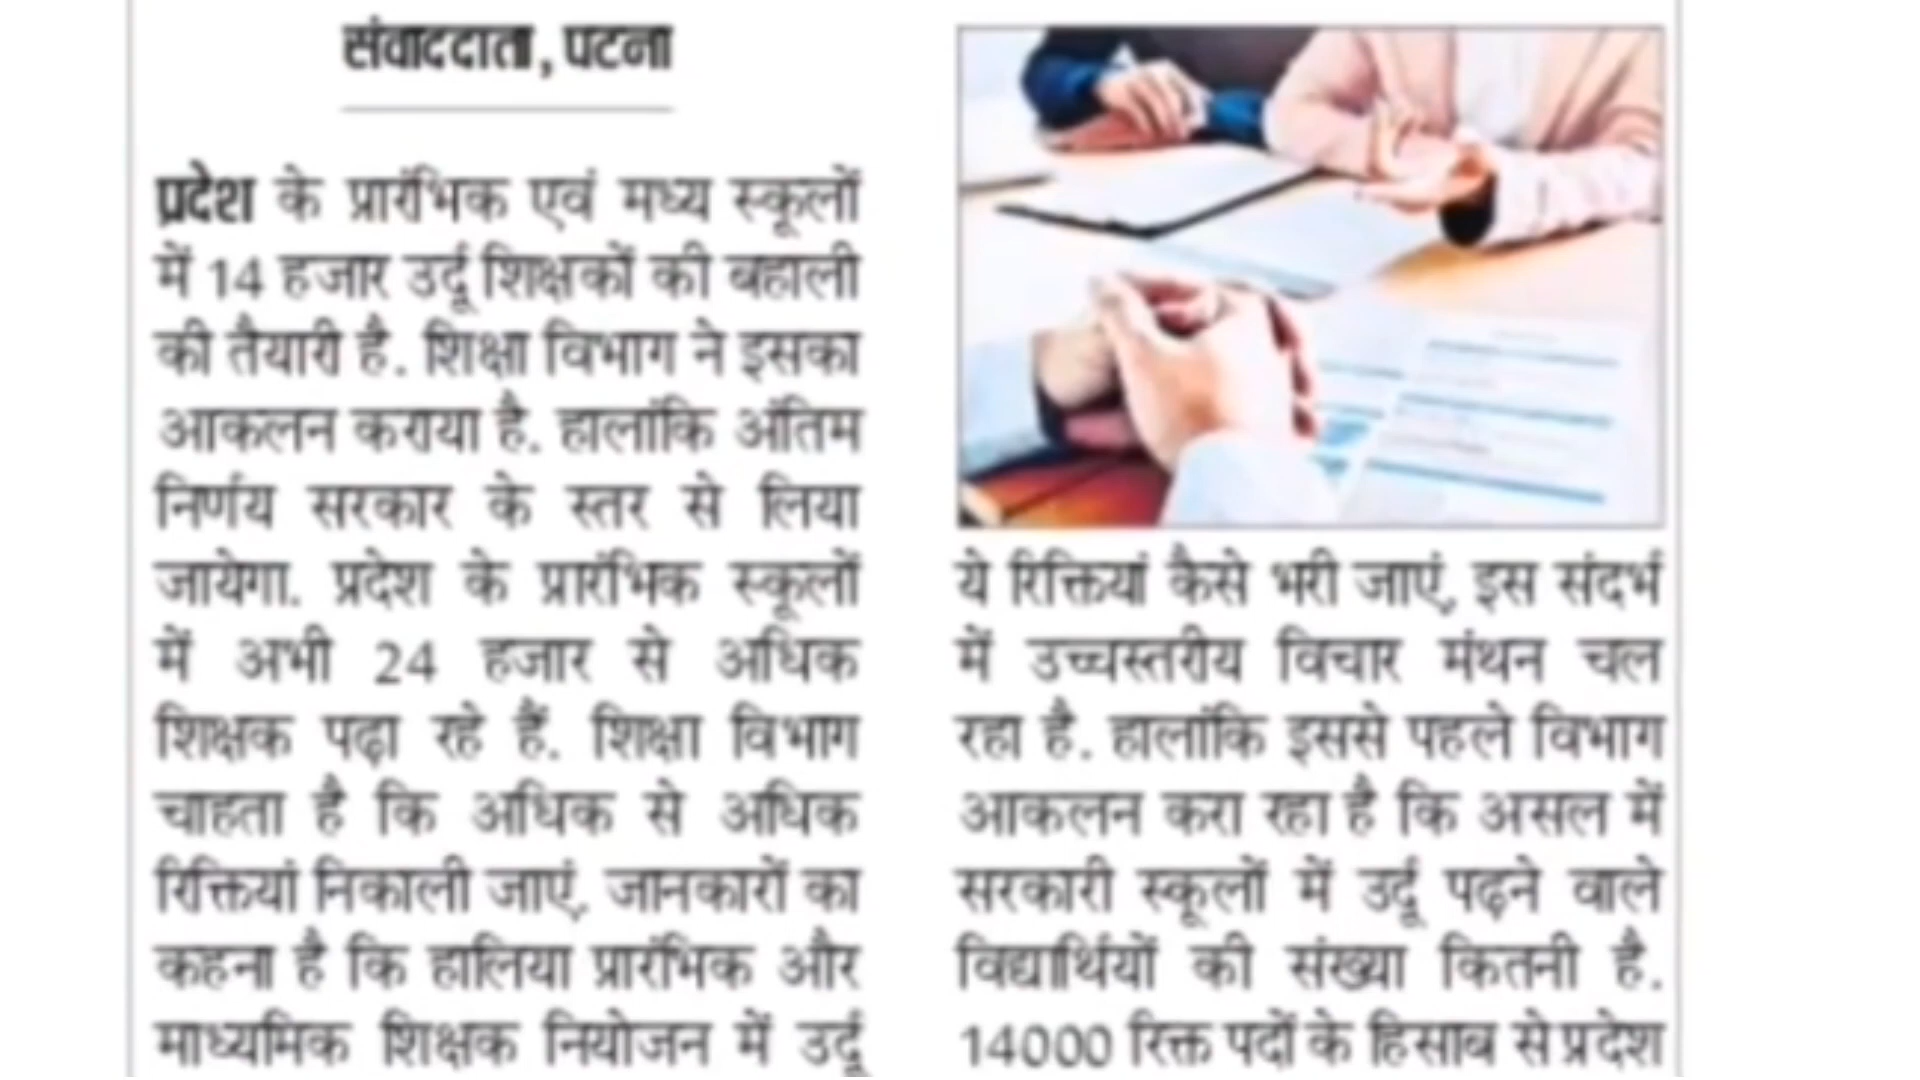 संवाददाता, पटना
प्रदेश के प्रारंभिक एवं मध्य स्कूलों
में 14 हजार उर्दू शिक्षकों की बहाली
की तैयारी है. शिक्षा विभाग ने इसका
आकलन कराया है. हालांकि अंतिम
निर्णय सरकार के स्तर से लिया
जायेगा. प्रदेश के प्रारंभिक स्कूलों
में अभी 24 हजार से अधिक
शिक्षक पढ़ा रहे हैं. शिक्षा विभाग
चाहता है कि अधिक से अधिक
रिक्तियां निकाली जाएं. जानकारों का
कहना है कि हालिया प्रारंभिक और
माध्यमिक शिक्षक नियोजन में उर्दू
ये रिक्तियां कैसे भरी जाएं, इस संदर्भ
में उच्चस्तरीय विचार मंथन चल
रहा है. हालांकि इससे पहले विभाग
आकलन करा रहा है कि असल में
सरकारी स्कूलों में उर्दू पढ़ने वाले
विद्यार्थियों की संख्या कितनी है.
14000 रिक्त पदों के हिसाब से प्रदेश